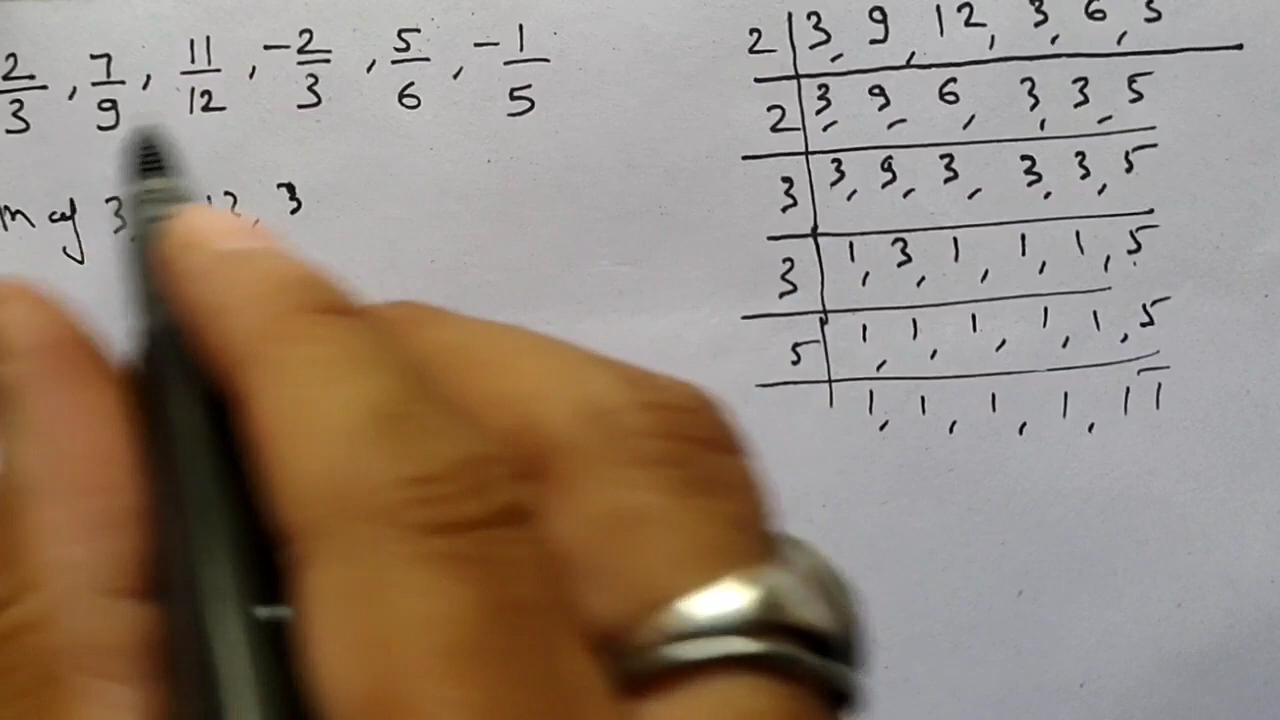 2/3, 7/9, 11/12, -2/3, 5/6, -1/5
of 3, 12, 3
2 | 3, 9, 12, 3, 6, 5
2 | 3, 9, 6, 3, 3, 5
3 | 3, 9, 3, 3, 3, 5
3 | 1, 3, 1, 1, 1, 5
5 | 1, 1, 1, 1, 1, 5
1, 1, 1, 1, 1 1